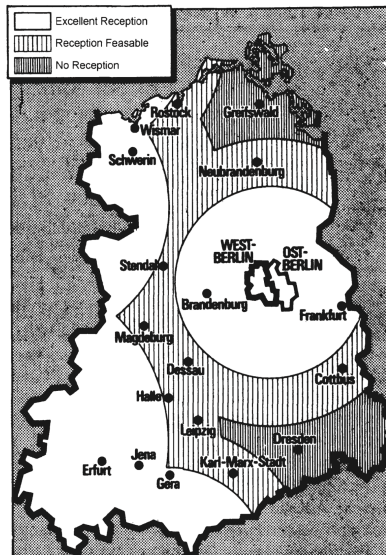 Excellent Reception
Reception Feasable
No Reception
Rostock
Greifswald
Wismar
Schwerin
Neubrandenburg
WEST-
BERLIN
OST-
BERLIN
Stendal
Brandenburg
Frankfurt
Magdeburg
Dessau
Cottbus
Halle
Leipzig
Dresden
Jena
Erfurt
Karl-Marx-Stadt
Gera